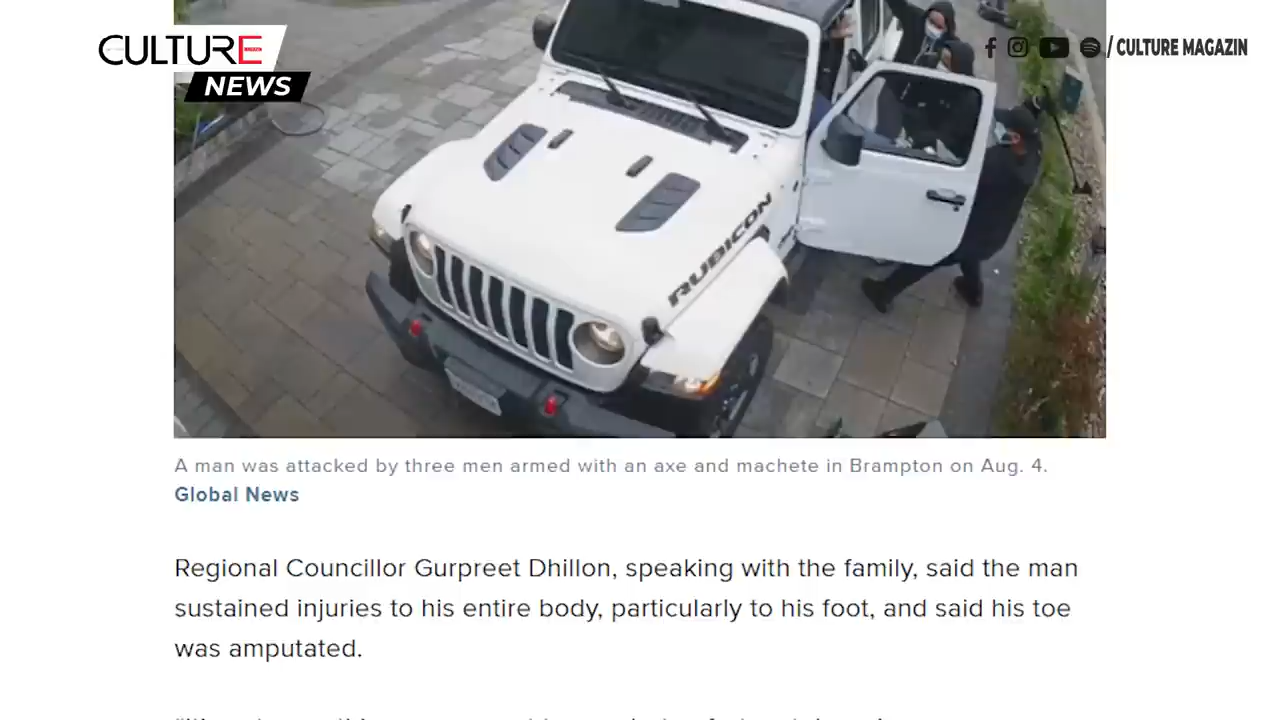 CULTURE
NEWS
/ CULTURE MAGAZIN
RUBICON
A man was attacked by three men armed with an axe and machete in Brampton on Aug. 4.
Global News
Regional Councillor Gurpreet Dhillon, speaking with the family, said the man
sustained injuries to his entire body, particularly to his foot, and said his toe
was amputated.